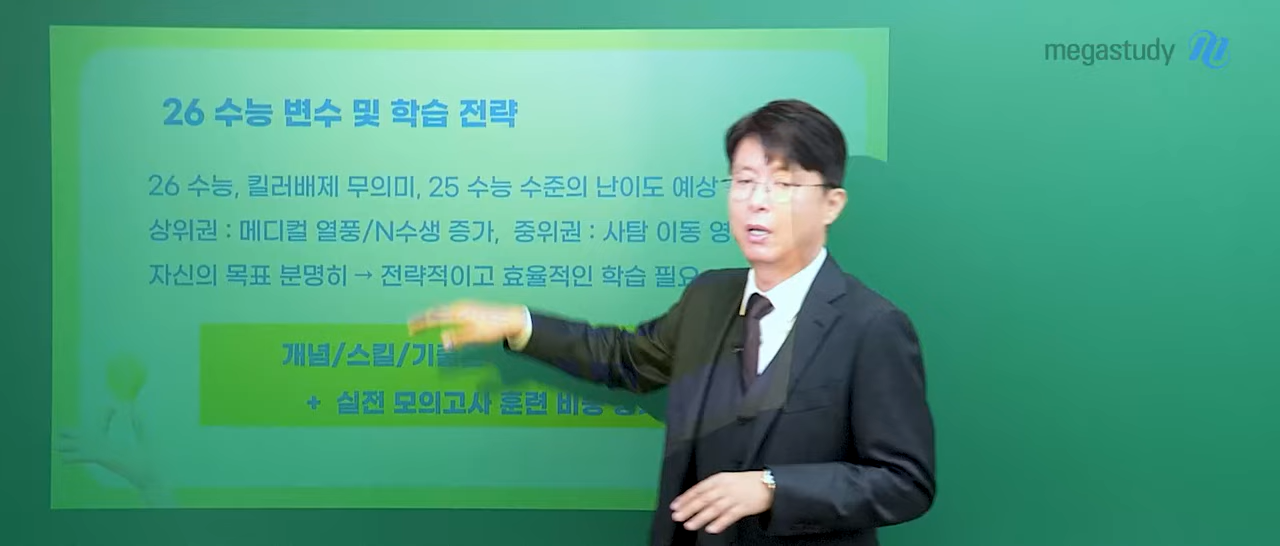 megastudy
26 수능 변수 및 학습 전략
26 수능, 킬러배제 무의미, 25 수능 수준의 난이도 예상
상위권 : 메디컬 열풍/N수생 증가, 중위권 : 사탐 이동
자신의 목표 분명히 → 전략적이고 효율적인 학습 필요
개념/스킬/
+ 실전 모의고사 훈련